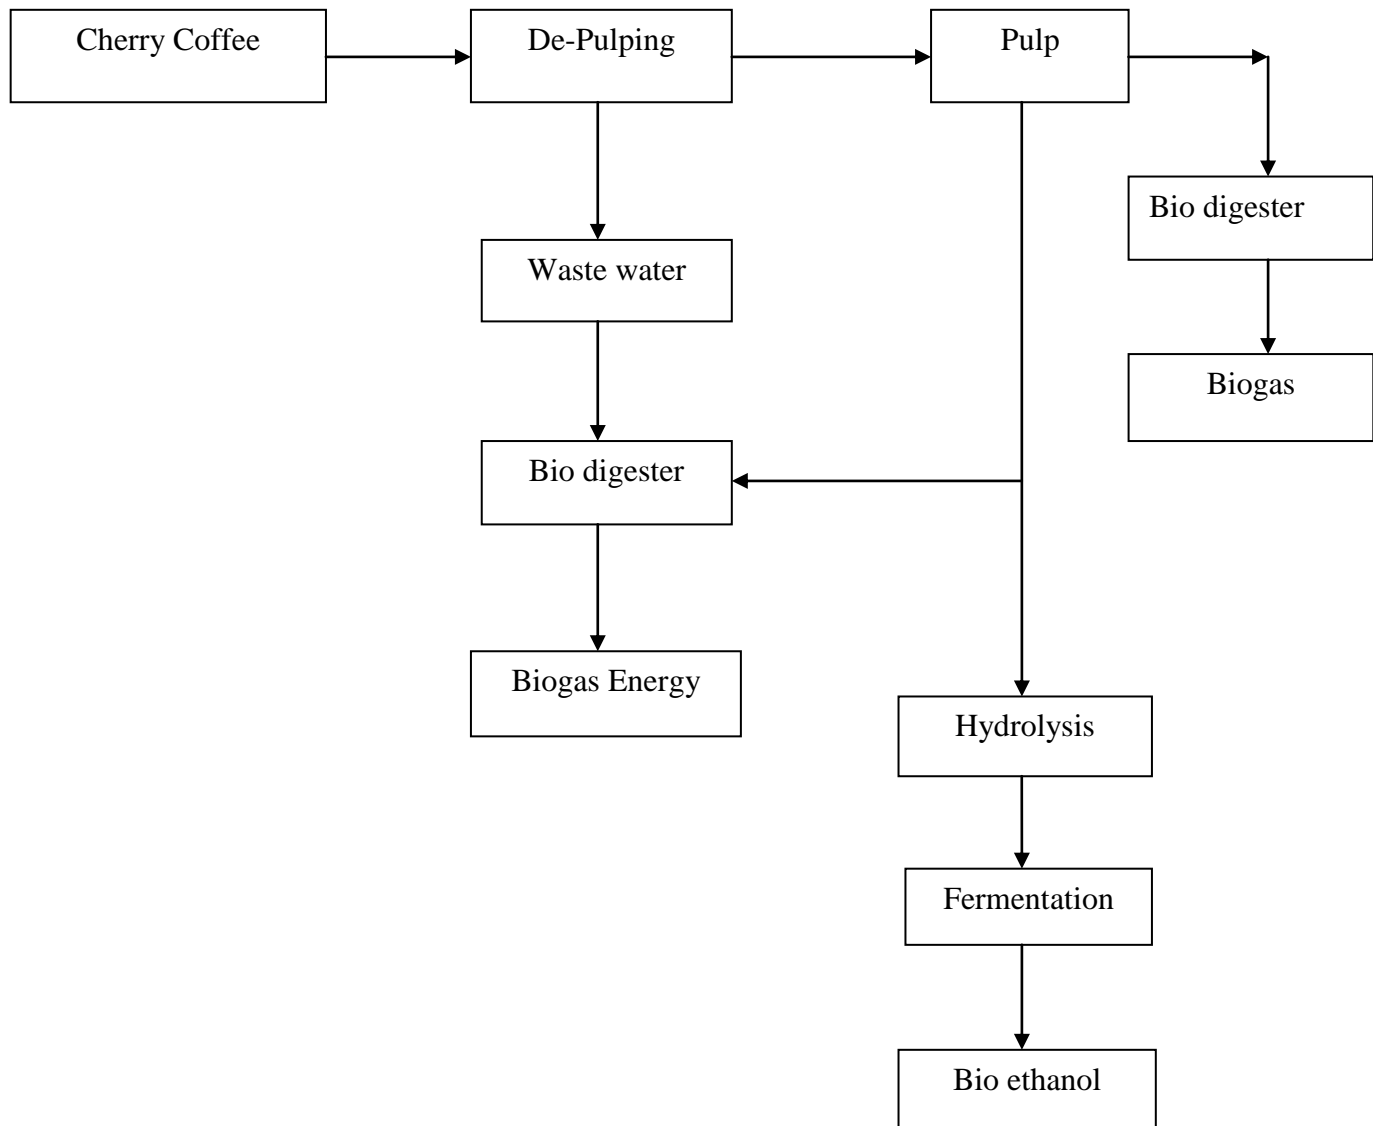 Cherry Coffee
De-Pulping
Pulp
Bio digester
Waste water
Biogas
Bio digester
Biogas Energy
Hydrolysis
Fermentation
Bio ethanol